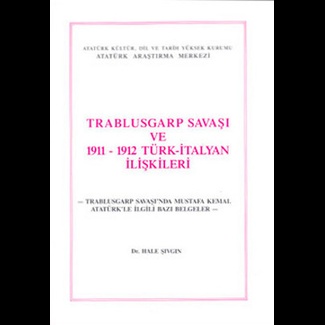 ATATÜRK KÜLTÜR, DİL VE TARİH YÜKSEK KURUMU
ATATÜRK ARAŞTIRMA MERKEZİ
TRABLUSGARP SAVAŞI
VE
1911 - 1912 TÜRK-İTALYAN
İLİŞKİLERİ
— TRABLUSGARP SAVAŞI'NDA MUSTAFA KEMAL
ATATÜRK'LE İLGİLİ BAZI BELGELER —
Dr. HALE ŞIVGIN